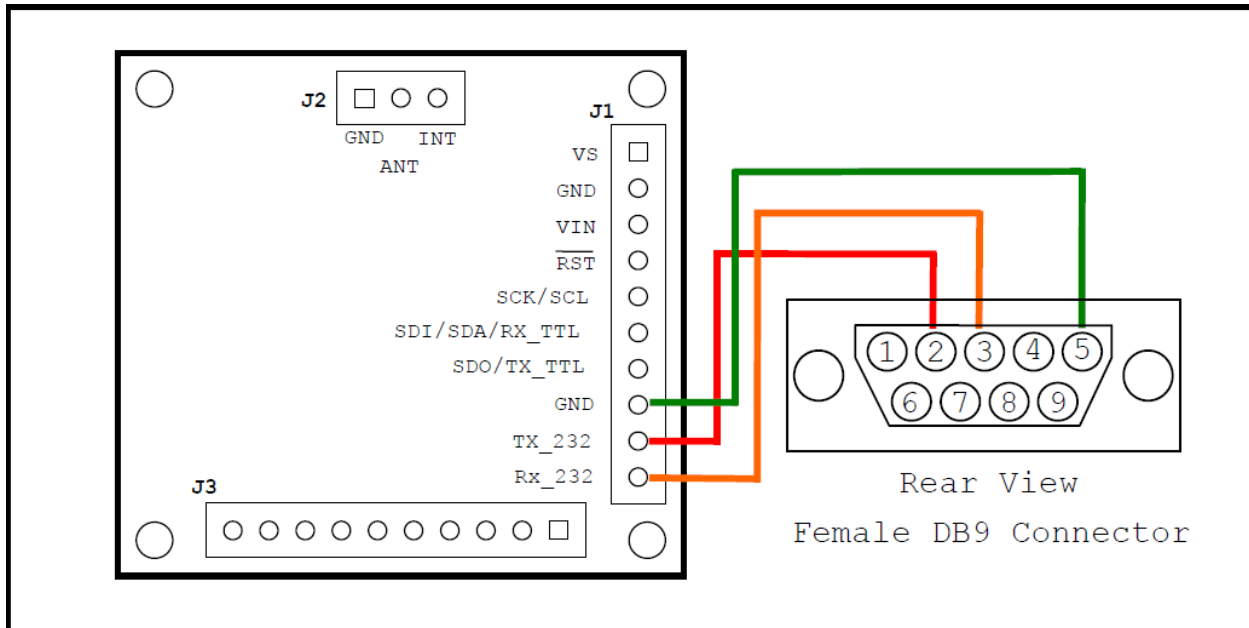 J2
GND INT
ANT
J1
VS
GND
VIN
RST
SCK/SCL
SDI/SDA/RX_TTL
SDO/TX_TTL
GND
TX_232
Rx_232
J3
1 2 3 4 5
6 7 8 9
Rear View
Female DB9 Connector